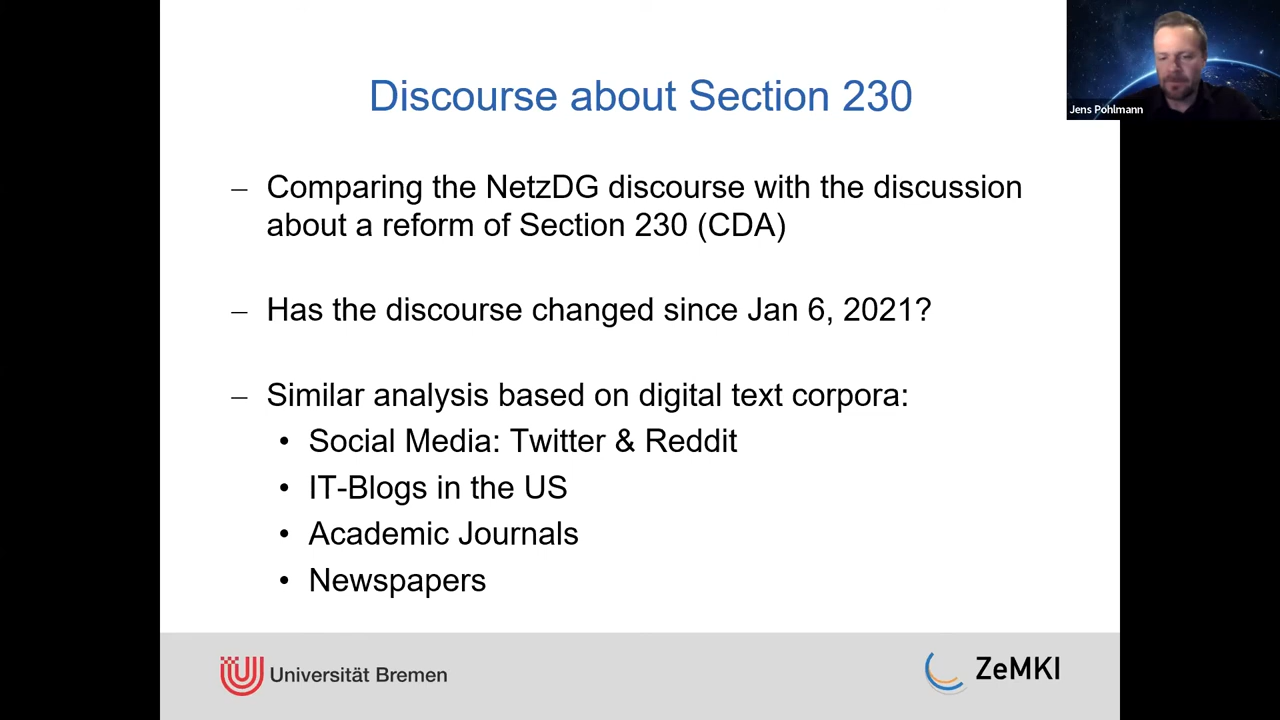 Discourse about Section 230
Jens Pohlmann
– Comparing the NetzDG discourse with the discussion
about a reform of Section 230 (CDA)
– Has the discourse changed since Jan 6, 2021?
– Similar analysis based on digital text corpora:
• Social Media: Twitter & Reddit
• IT-Blogs in the US
• Academic Journals
• Newspapers
Universität Bremen
ZeMKI